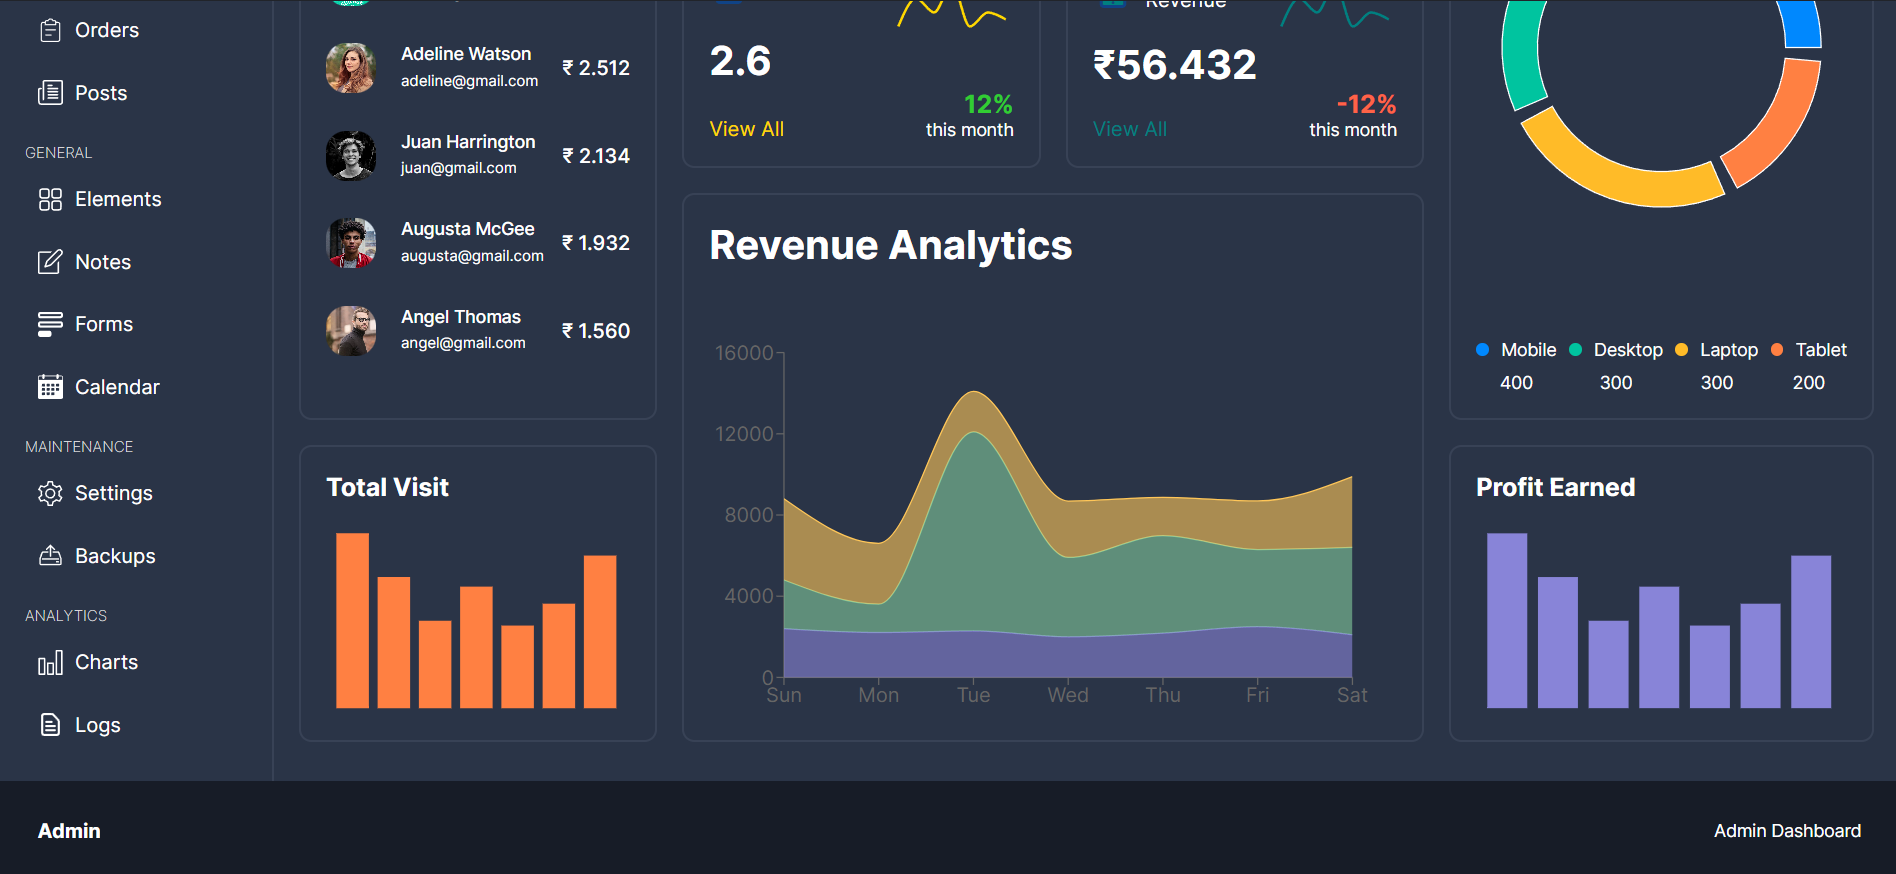 Orders
Posts
GENERAL
Elements
Notes
Forms
Calendar
MAINTENANCE
Settings
Backups
ANALYTICS
Charts
Logs
Adeline Watson
adeline@gmail.com
₹ 2.512
Juan Harrington
juan@gmail.com
₹ 2.134
Augusta McGee
augusta@gmail.com
₹ 1.932
Angel Thomas
angel@gmail.com
₹ 1.560
Total Visit
2.6
View All
12%
this month
Revenue
₹56.432
View All
-12%
this month
Revenue Analytics
16000
12000
8000
4000
0
Sun Mon Tue Wed Thu Fri Sat
Mobile Desktop Laptop Tablet
400 300 300 200
Profit Earned
Admin
Admin Dashboard